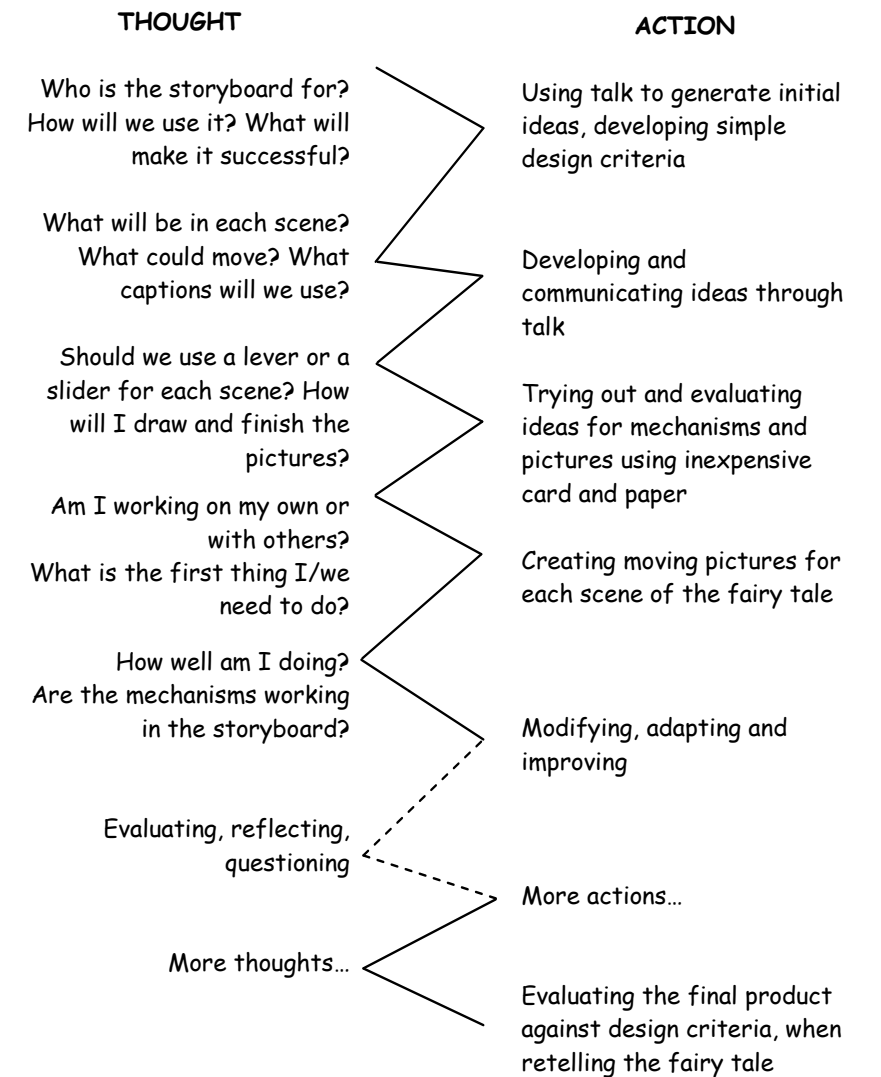 THOUGHT
ACTION
Who is the storyboard for?
How will we use it? What will
make it successful?
Using talk to generate initial
ideas, developing simple
design criteria
What will be in each scene?
What could move? What
captions will we use?
Developing and
communicating ideas through
talk
Should we use a lever or a
slider for each scene? How
will I draw and finish the
pictures?
Trying out and evaluating
ideas for mechanisms and
pictures using inexpensive
card and paper
Am I working on my own or
with others?
What is the first thing I/we
need to do?
Creating moving pictures for
each scene of the fairy tale
How well am I doing?
Are the mechanisms working
in the storyboard?
Modifying, adapting and
improving
Evaluating, reflecting,
questioning
More actions…
More thoughts…
Evaluating the final product
against design criteria, when
retelling the fairy tale